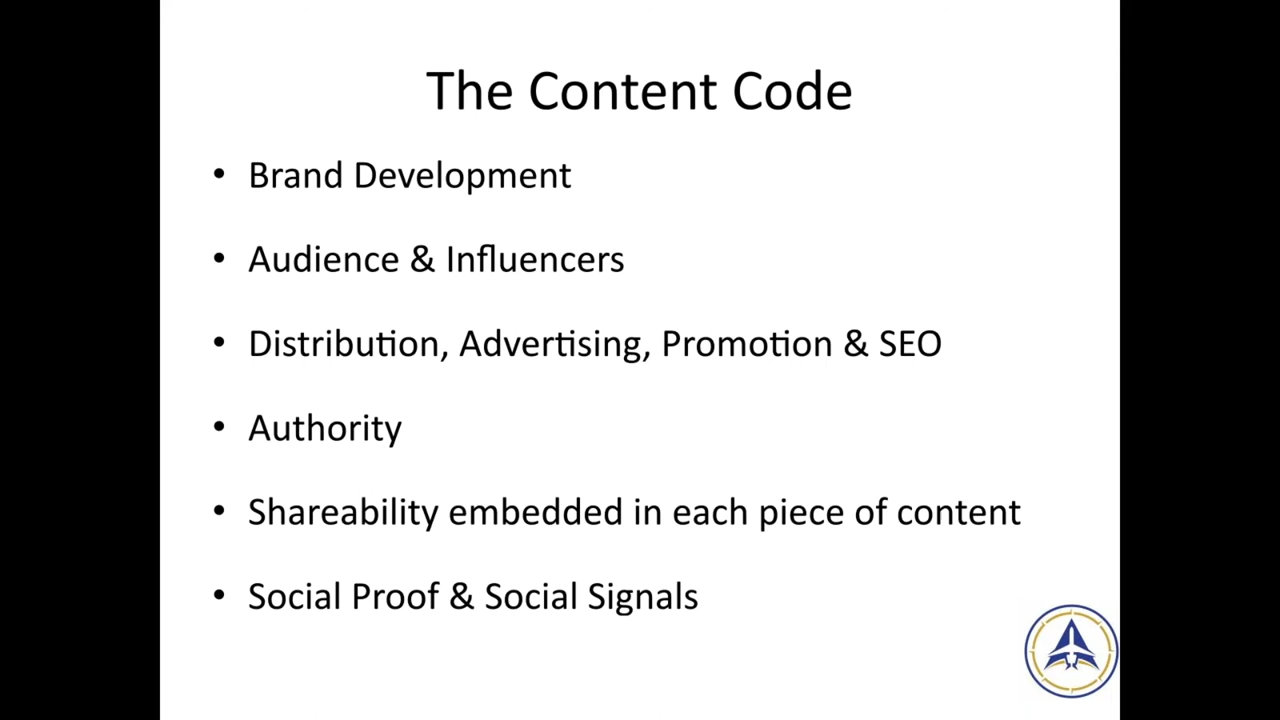 The Content Code
• Brand Development
• Audience & Influencers
• Distribution, Advertising, Promotion & SEO
• Authority
• Shareability embedded in each piece of content
• Social Proof & Social Signals